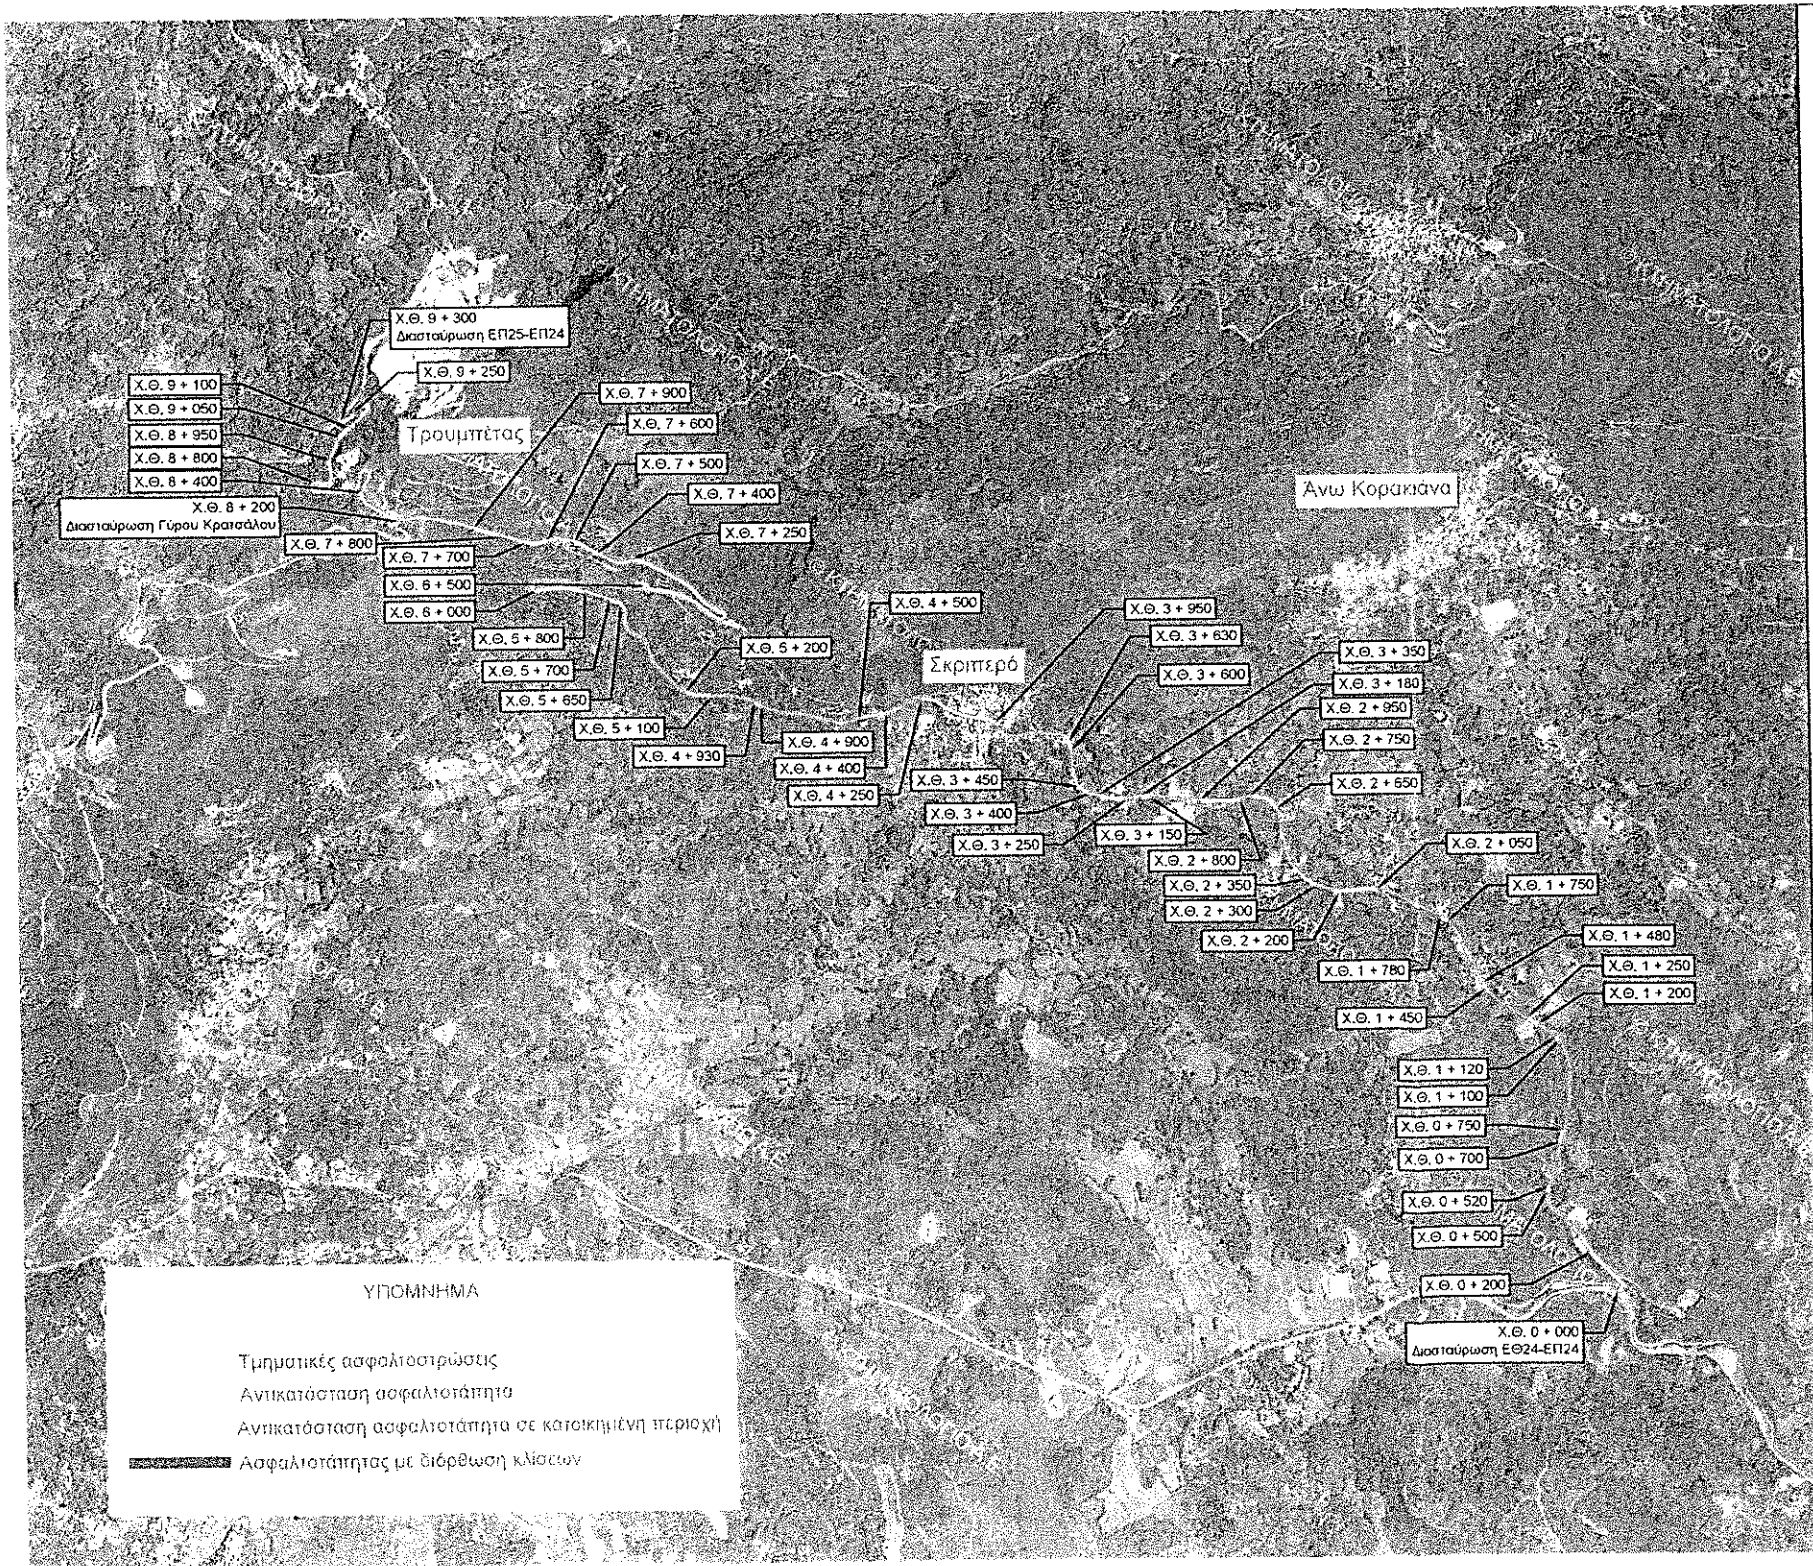 Χ.Θ. 9 + 300
Διασταύρωση ΕΠ25-ΕΠ24
Χ.Θ. 9 + 250
Χ.Θ. 9 + 100
Χ.Θ. 9 + 050
Χ.Θ. 8 + 950
Χ.Θ. 8 + 800
Χ.Θ. 8 + 400
Χ.Θ. 8 + 200
Διασταύρωση Γύρου Κρατσάλου
Τρουμπέτας
Χ.Θ. 7 + 900
Χ.Θ. 7 + 600
Χ.Θ. 7 + 500
Χ.Θ. 7 + 400
Χ.Θ. 7 + 250
Χ.Θ. 7 + 800
Χ.Θ. 7 + 700
Χ.Θ. 6 + 500
Χ.Θ. 6 + 000
Χ.Θ. 5 + 800
Χ.Θ. 5 + 700
Χ.Θ. 5 + 650
Χ.Θ. 5 + 200
Χ.Θ. 5 + 100
Χ.Θ. 4 + 930
Χ.Θ. 4 + 900
Χ.Θ. 4 + 500
Χ.Θ. 4 + 400
Χ.Θ. 4 + 250
Σκριπερό
Άνω Κορακιάνα
Χ.Θ. 3 + 950
Χ.Θ. 3 + 630
Χ.Θ. 3 + 600
Χ.Θ. 3 + 350
Χ.Θ. 3 + 180
Χ.Θ. 2 + 950
Χ.Θ. 2 + 750
Χ.Θ. 2 + 650
Χ.Θ. 3 + 450
Χ.Θ. 3 + 400
Χ.Θ. 3 + 250
Χ.Θ. 3 + 150
Χ.Θ. 2 + 800
Χ.Θ. 2 + 350
Χ.Θ. 2 + 300
Χ.Θ. 2 + 200
Χ.Θ. 2 + 050
Χ.Θ. 1 + 750
Χ.Θ. 1 + 780
Χ.Θ. 1 + 480
Χ.Θ. 1 + 250
Χ.Θ. 1 + 200
Χ.Θ. 1 + 450
Χ.Θ. 1 + 120
Χ.Θ. 1 + 100
Χ.Θ. 0 + 750
Χ.Θ. 0 + 700
Χ.Θ. 0 + 520
Χ.Θ. 0 + 500
Χ.Θ. 0 + 200
Χ.Θ. 0 + 000
Διασταύρωση ΕΘ24-ΕΠ24
ΥΠΟΜΝΗΜΑ
Τμηματικές ασφαλτοστρώσεις
Αντικατάσταση ασφαλτοτάπητα
Αντικατάσταση ασφαλτοτάπητα σε κατοικημένη περιοχή
Ασφαλτοτάπητας με διόρθωση κλίσεων